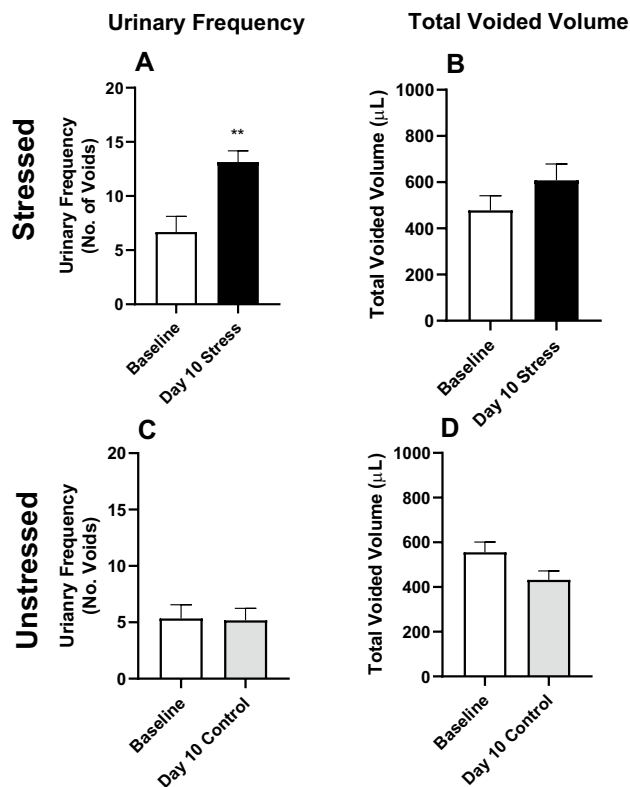 Urinary Frequency
Total Voided Volume
Stressed
A
Urinary Frequency
(No. of Voids)
20
15
10
5
0
**
Baseline
Day 10 Stress
B
Total Voided Volume (µL)
1000
800
600
400
200
0
Baseline
Day 10 Stress
Unstressed
C
Urianry Frequency
(No. Voids)
20
15
10
5
0
Baseline
Day 10 Control
D
Total Voided Volume (µL)
1000
800
600
400
200
0
Baseline
Day 10 Control